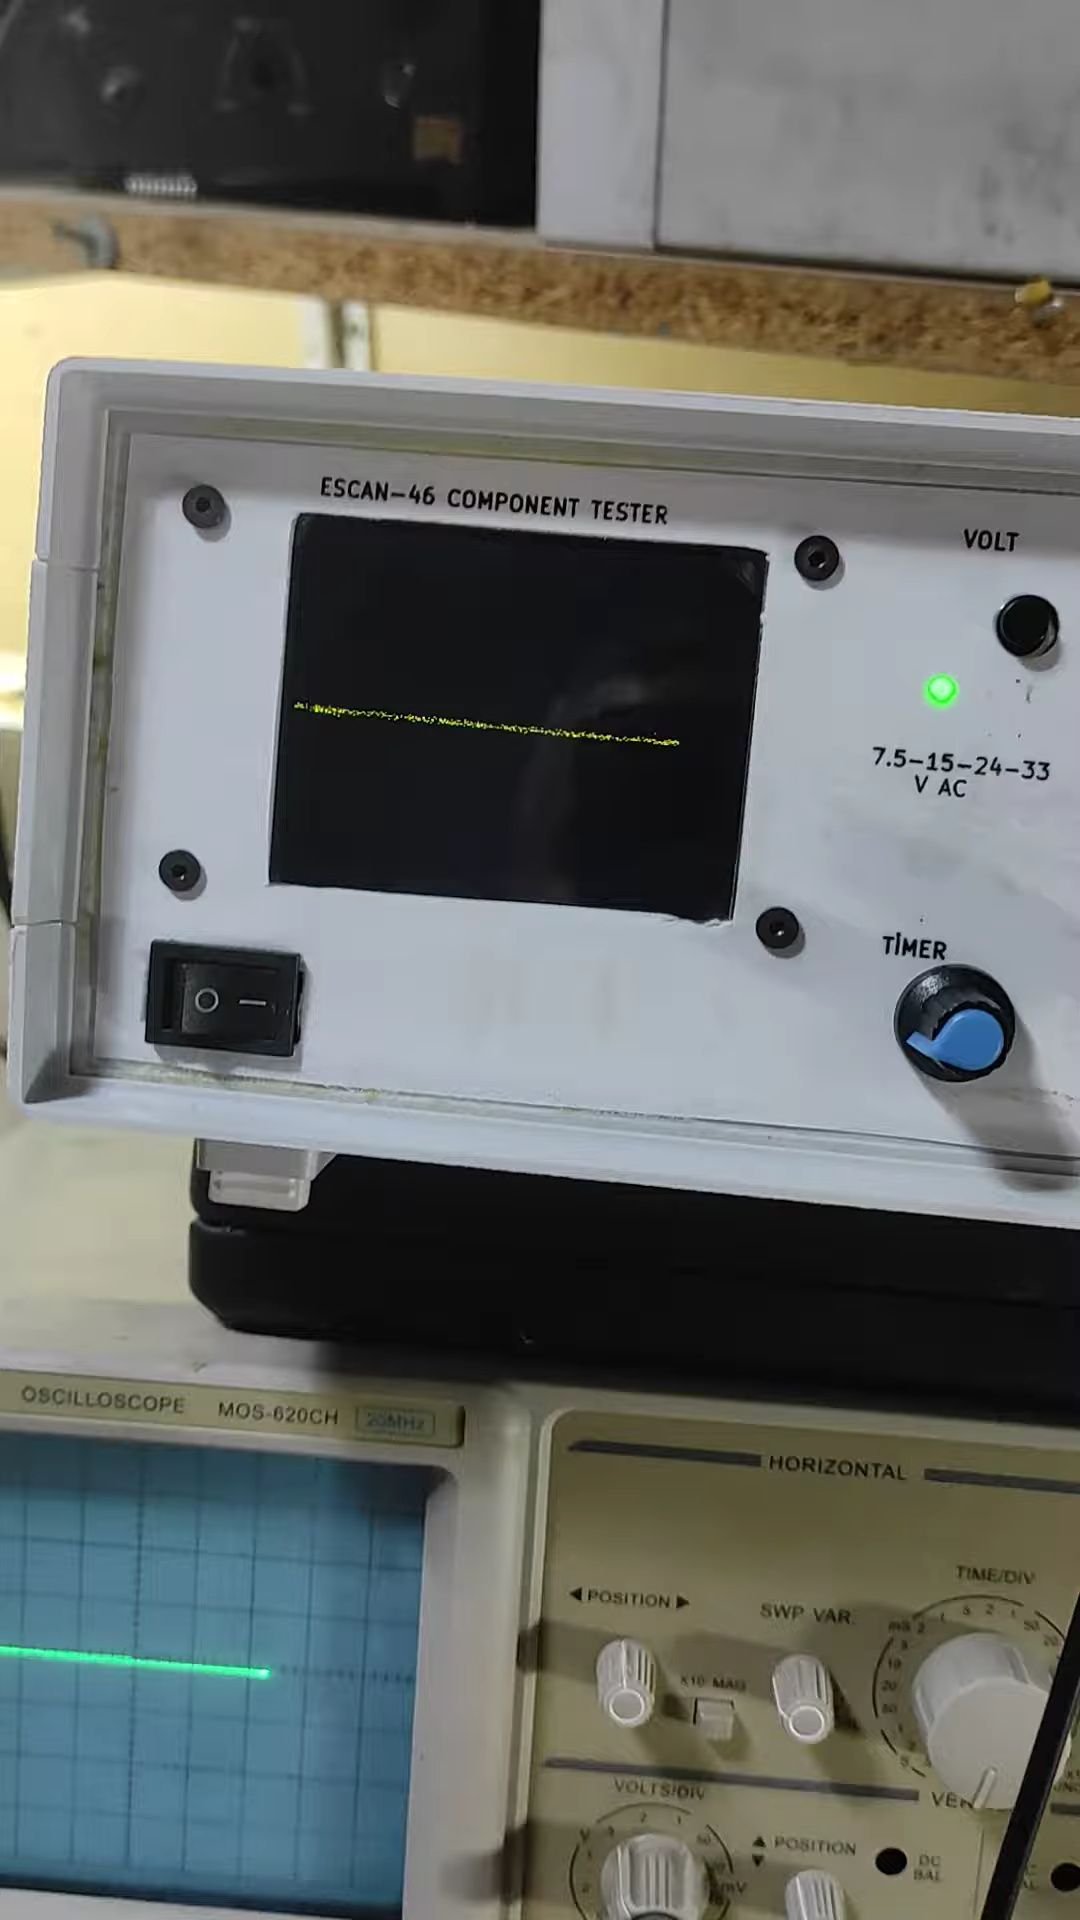 ESCAN-46 COMPONENT TESTER
VOLT
7.5-15-24-33
V AC
TİMER
OSCILLOSCOPE MOS-620CH 20MHz
HORIZONTAL
TIME/DIV
◄ POSITION ►
SWP VAR.
X10 MAG
VOLTS/DIV
POSITION
DC
BAL